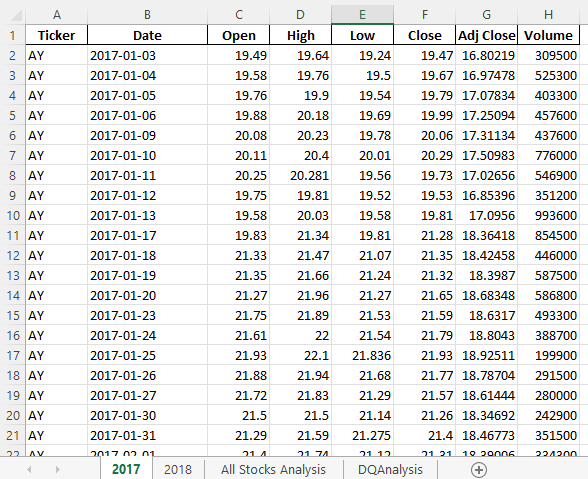 A B C D E F G H
1 Ticker Date Open High Low Close Adj Close Volume
2 AY 2017-01-03 19.49 19.64 19.24 19.47 16.80219 309500
3 AY 2017-01-04 19.58 19.76 19.5 19.67 16.97478 525300
4 AY 2017-01-05 19.76 19.9 19.54 19.79 17.07834 403300
5 AY 2017-01-06 19.88 20.18 19.69 19.99 17.25094 457600
6 AY 2017-01-09 20.08 20.23 19.78 20.06 17.31134 437600
7 AY 2017-01-10 20.11 20.4 20.01 20.29 17.50983 776000
8 AY 2017-01-11 20.25 20.281 19.56 19.73 17.02656 546900
9 AY 2017-01-12 19.75 19.81 19.52 19.53 16.85396 351200
10 AY 2017-01-13 19.58 20.03 19.58 19.81 17.0956 993600
11 AY 2017-01-17 19.83 21.34 19.81 21.28 18.36418 854500
12 AY 2017-01-18 21.33 21.47 21.07 21.35 18.42458 446000
13 AY 2017-01-19 21.35 21.66 21.24 21.32 18.3987 587500
14 AY 2017-01-20 21.27 21.96 21.27 21.65 18.68348 586800
15 AY 2017-01-23 21.75 21.89 21.53 21.59 18.6317 493300
16 AY 2017-01-24 21.61 22 21.54 21.79 18.8043 388700
17 AY 2017-01-25 21.93 22.1 21.836 21.93 18.92511 199900
18 AY 2017-01-26 21.88 21.94 21.68 21.77 18.78704 291500
19 AY 2017-01-27 21.72 21.83 21.29 21.57 18.61444 280000
20 AY 2017-01-30 21.5 21.5 21.14 21.26 18.34692 242900
21 AY 2017-01-31 21.29 21.59 21.275 21.4 18.46773 351500
22 AY 2017-02-01 21.4 21.74 21.12 21.31 18.39006
2017 2018 All Stocks Analysis DQAnalysis